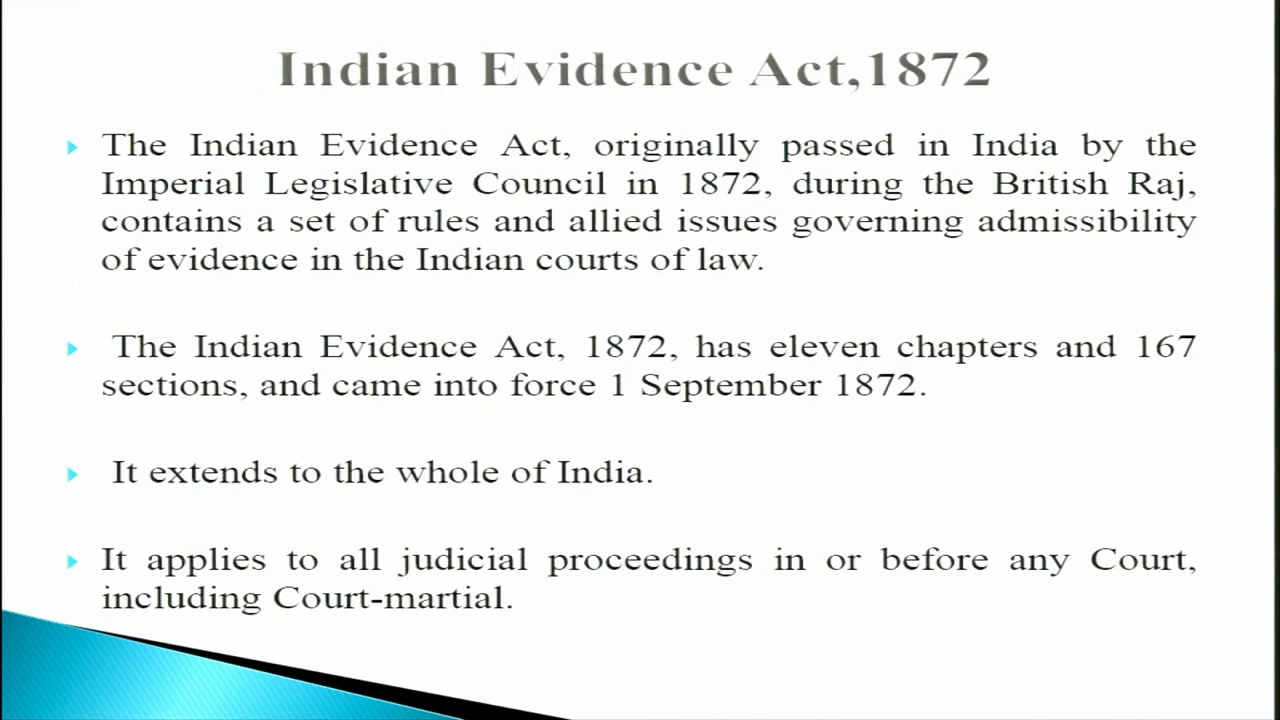 Indian Evidence Act,1872
The Indian Evidence Act, originally passed in India by the
Imperial Legislative Council in 1872, during the British Raj,
contains a set of rules and allied issues governing admissibility
of evidence in the Indian courts of law.
The Indian Evidence Act, 1872, has eleven chapters and 167
sections, and came into force 1 September 1872.
It extends to the whole of India.
It applies to all judicial proceedings in or before any Court,
including Court-martial.